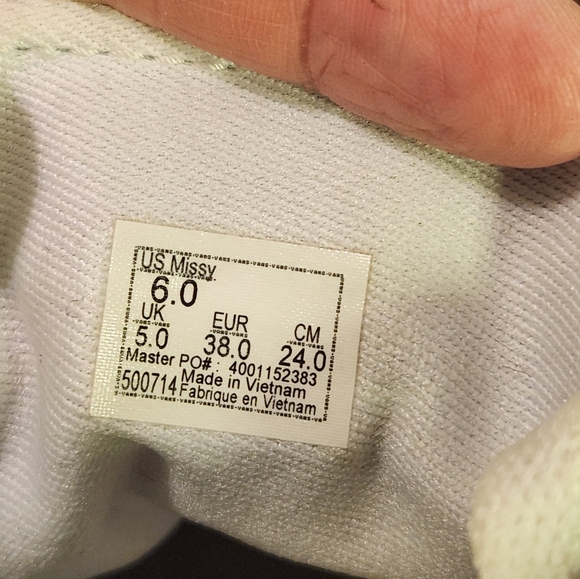 US Missy
6.0
UK EUR CM
5.0 38.0 24.0
Master PO# : 4001152383
500714 Made in Vietnam
Fabrique en Vietnam